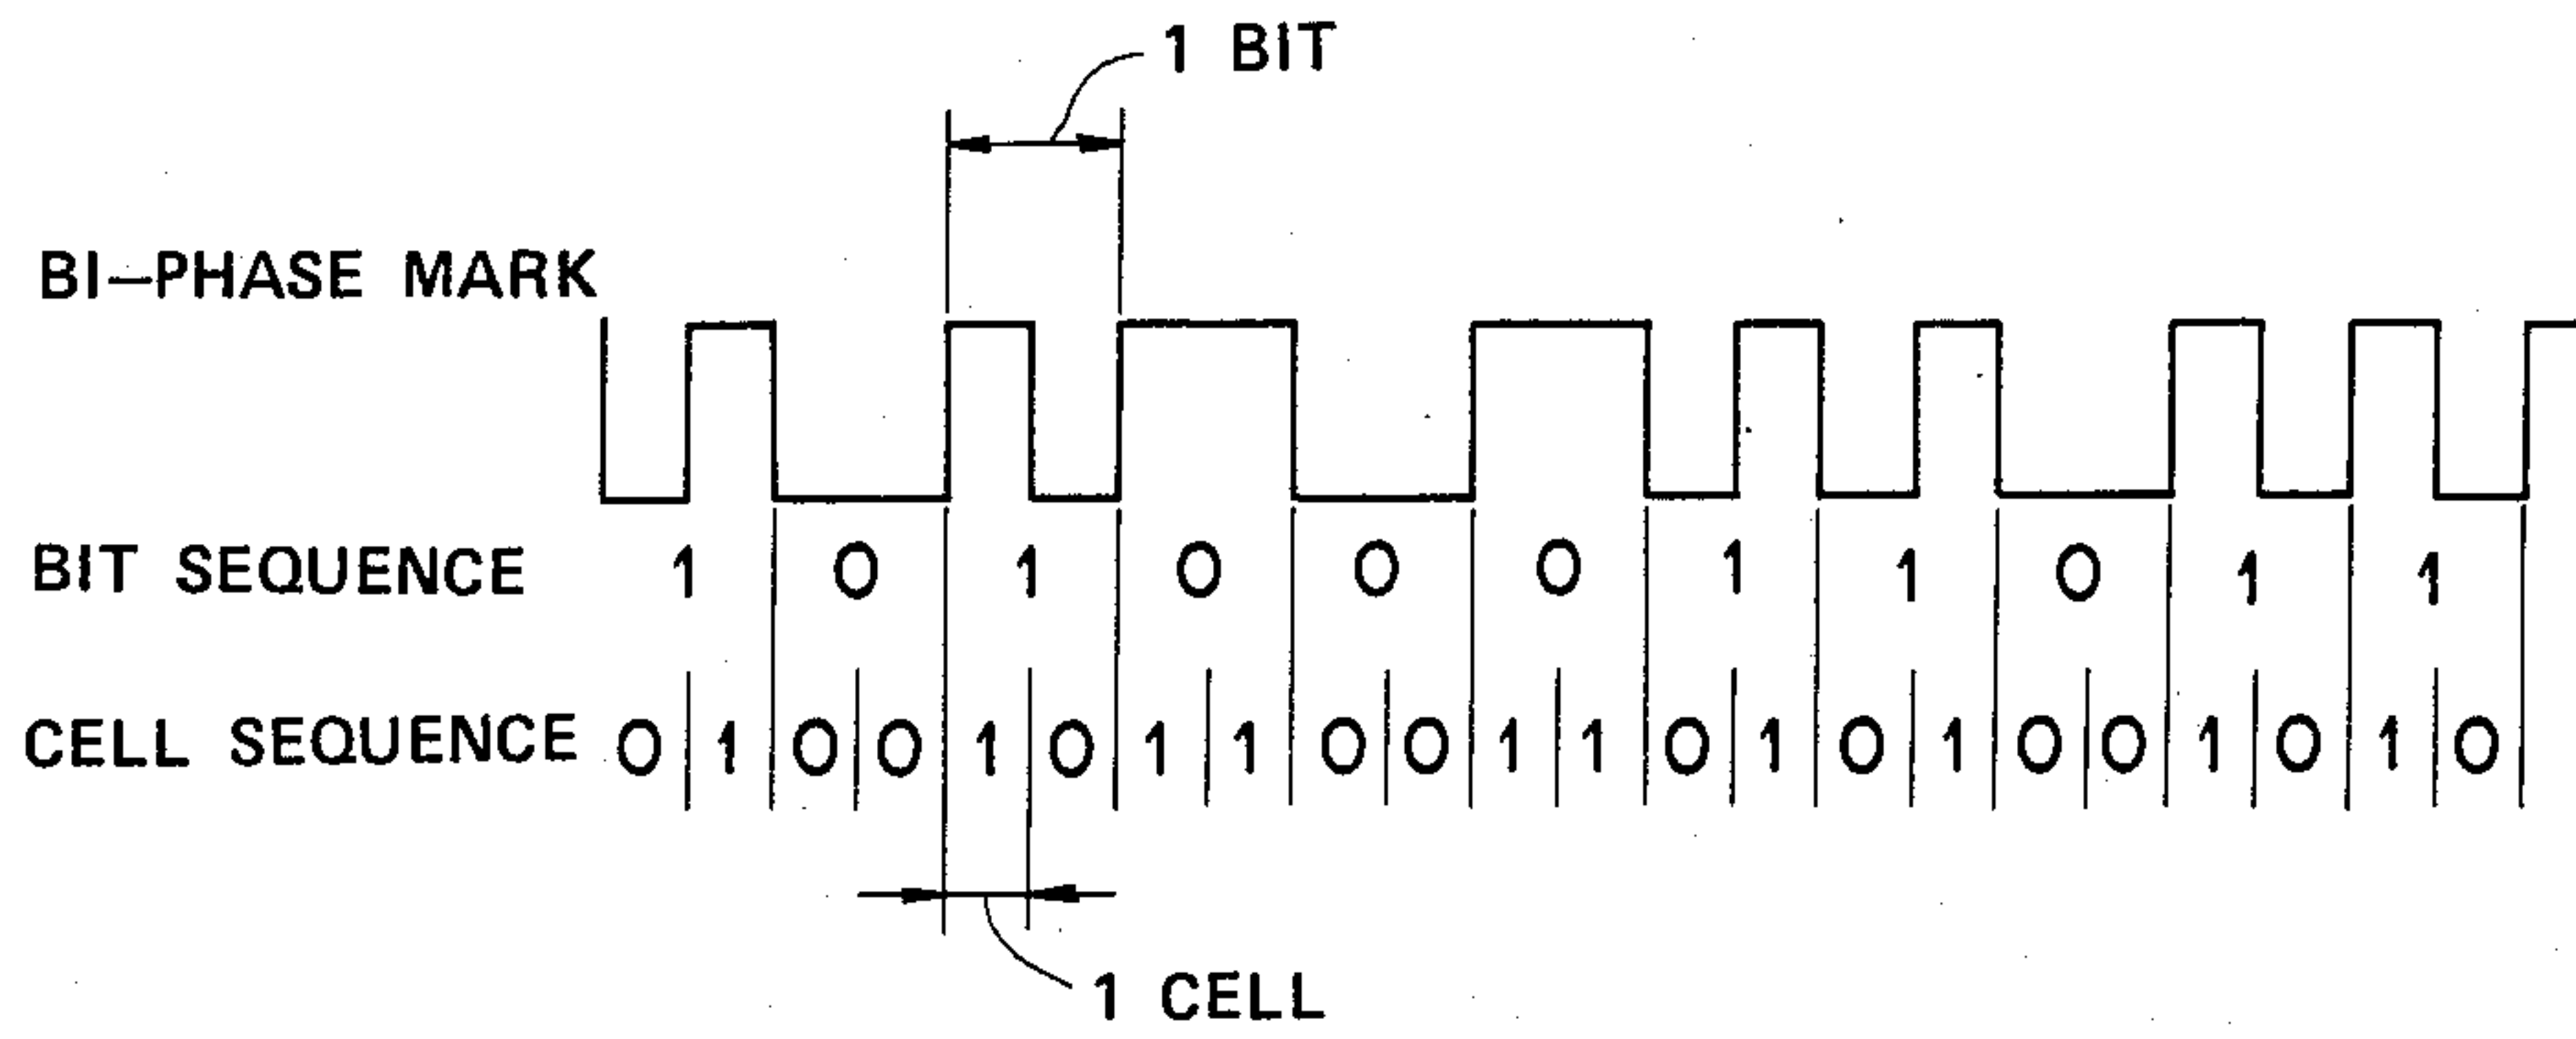 1 BIT
BI-PHASE MARK
BIT SEQUENCE 1 0 1 0 0 0 1 1 0 1 1
CELL SEQUENCE 0 1 0 0 1 0 1 1 0 0 1 1 0 1 0 1 0 0 1 0 1 0
1 CELL